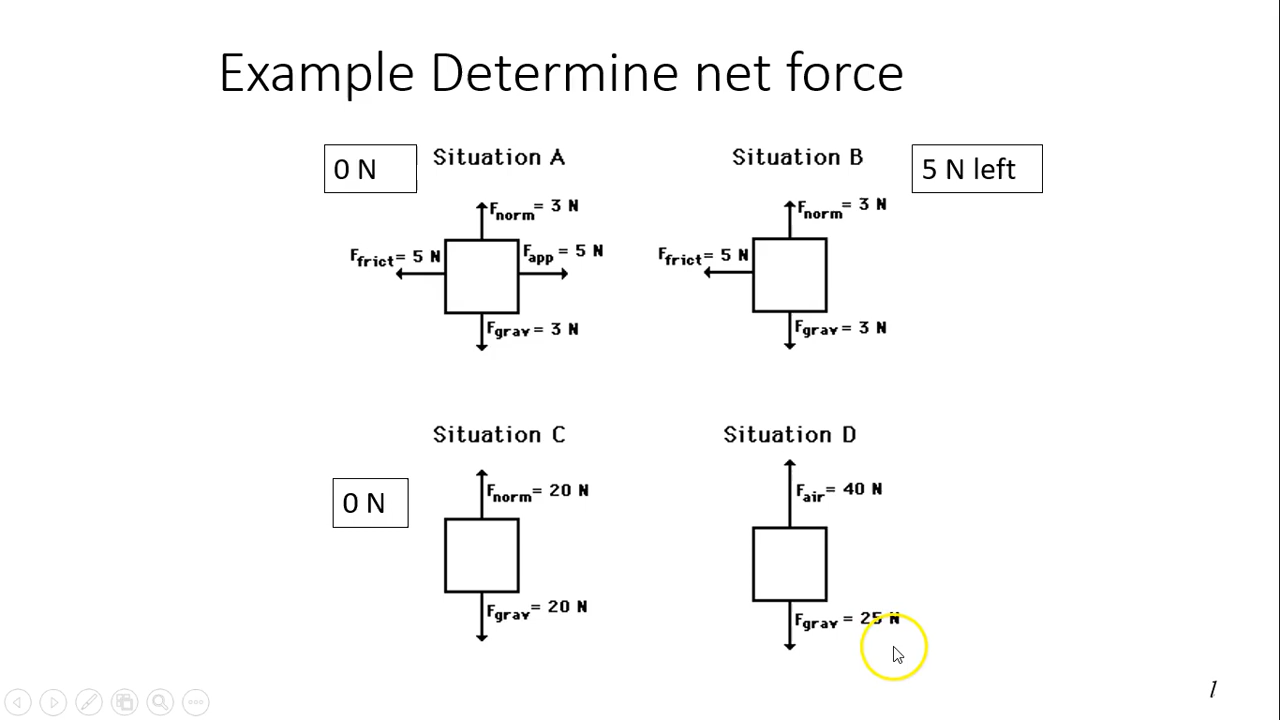 Example Determine net force
0 N
Situation A
Fnorm = 3 N
Ffrict = 5 N
Fapp = 5 N
Fgrav = 3 N
Situation B
5 N left
Fnorm = 3 N
Ffrict = 5 N
Fgrav = 3 N
Situation C
0 N
Fnorm = 20 N
Fgrav = 20 N
Situation D
Fair = 40 N
Fgrav = 25 N
1